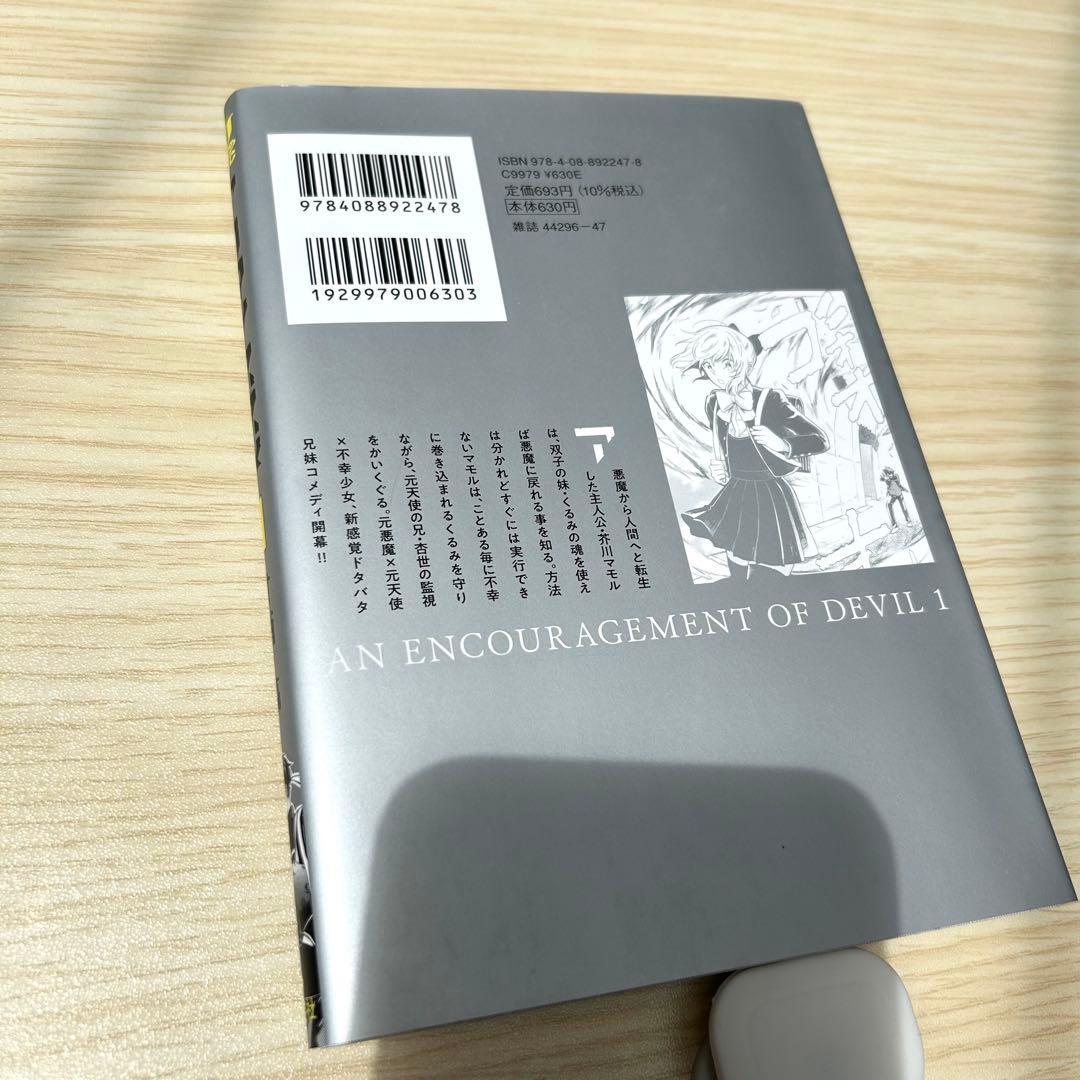 9784088922478
1929979006303
ISBN 978-4-08-892247-8
C9979 ¥630E
定価693円(10%税込)
本体630円
雑誌 44296-47
悪魔から人間へと転生
した主人公・芥川マモル
は、双子の妹・くるみの魂を使え
ば悪魔に戻れる事を知る。方法
は分かれどすぐには実行でき
ないマモルは、ことある毎に不幸
に巻き込まれるくるみを守り
ながら、元天使の兄・杏世の監視
をかいくぐる。元悪魔×元天使
×不幸少女、新感覚ドタバタ
兄妹コメディ開幕!!
AN ENCOURAGEMENT OF DEVIL 1